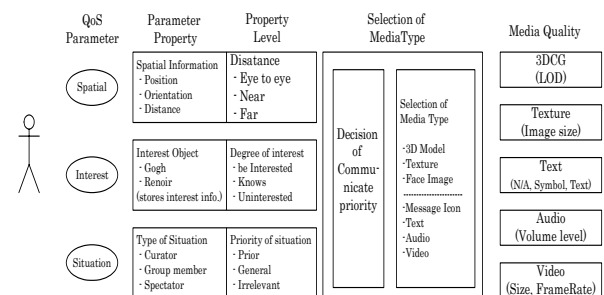 QoS
Parameter
Parameter
Property
Property
Level
Selection of
MediaType
Media Quality
Spatial
Spatial Information
- Position
- Orientation
- Distance
Disatance
- Eye to eye
- Near
- Far
Interest
Interest Object
- Gogh
- Renoir
(stores interest info.)
Degree of interest
- be Interested
- Knows
- Uninterested
Situation
Type of Situation
- Curator
- Group member
- Spectator
Priority of situation
- Prior
- General
- Irrelevant
Decision
of
Commu-
nicate
priority
Selection of
Media Type
-3D Model
-Texture
-Face Image
-Message Icon
-Text
-Audio
-Video
3DCG
(LOD)
Texture
(Image size)
Text
(N/A, Symbol, Text)
Audio
(Volume level)
Video
(Size, FrameRate)